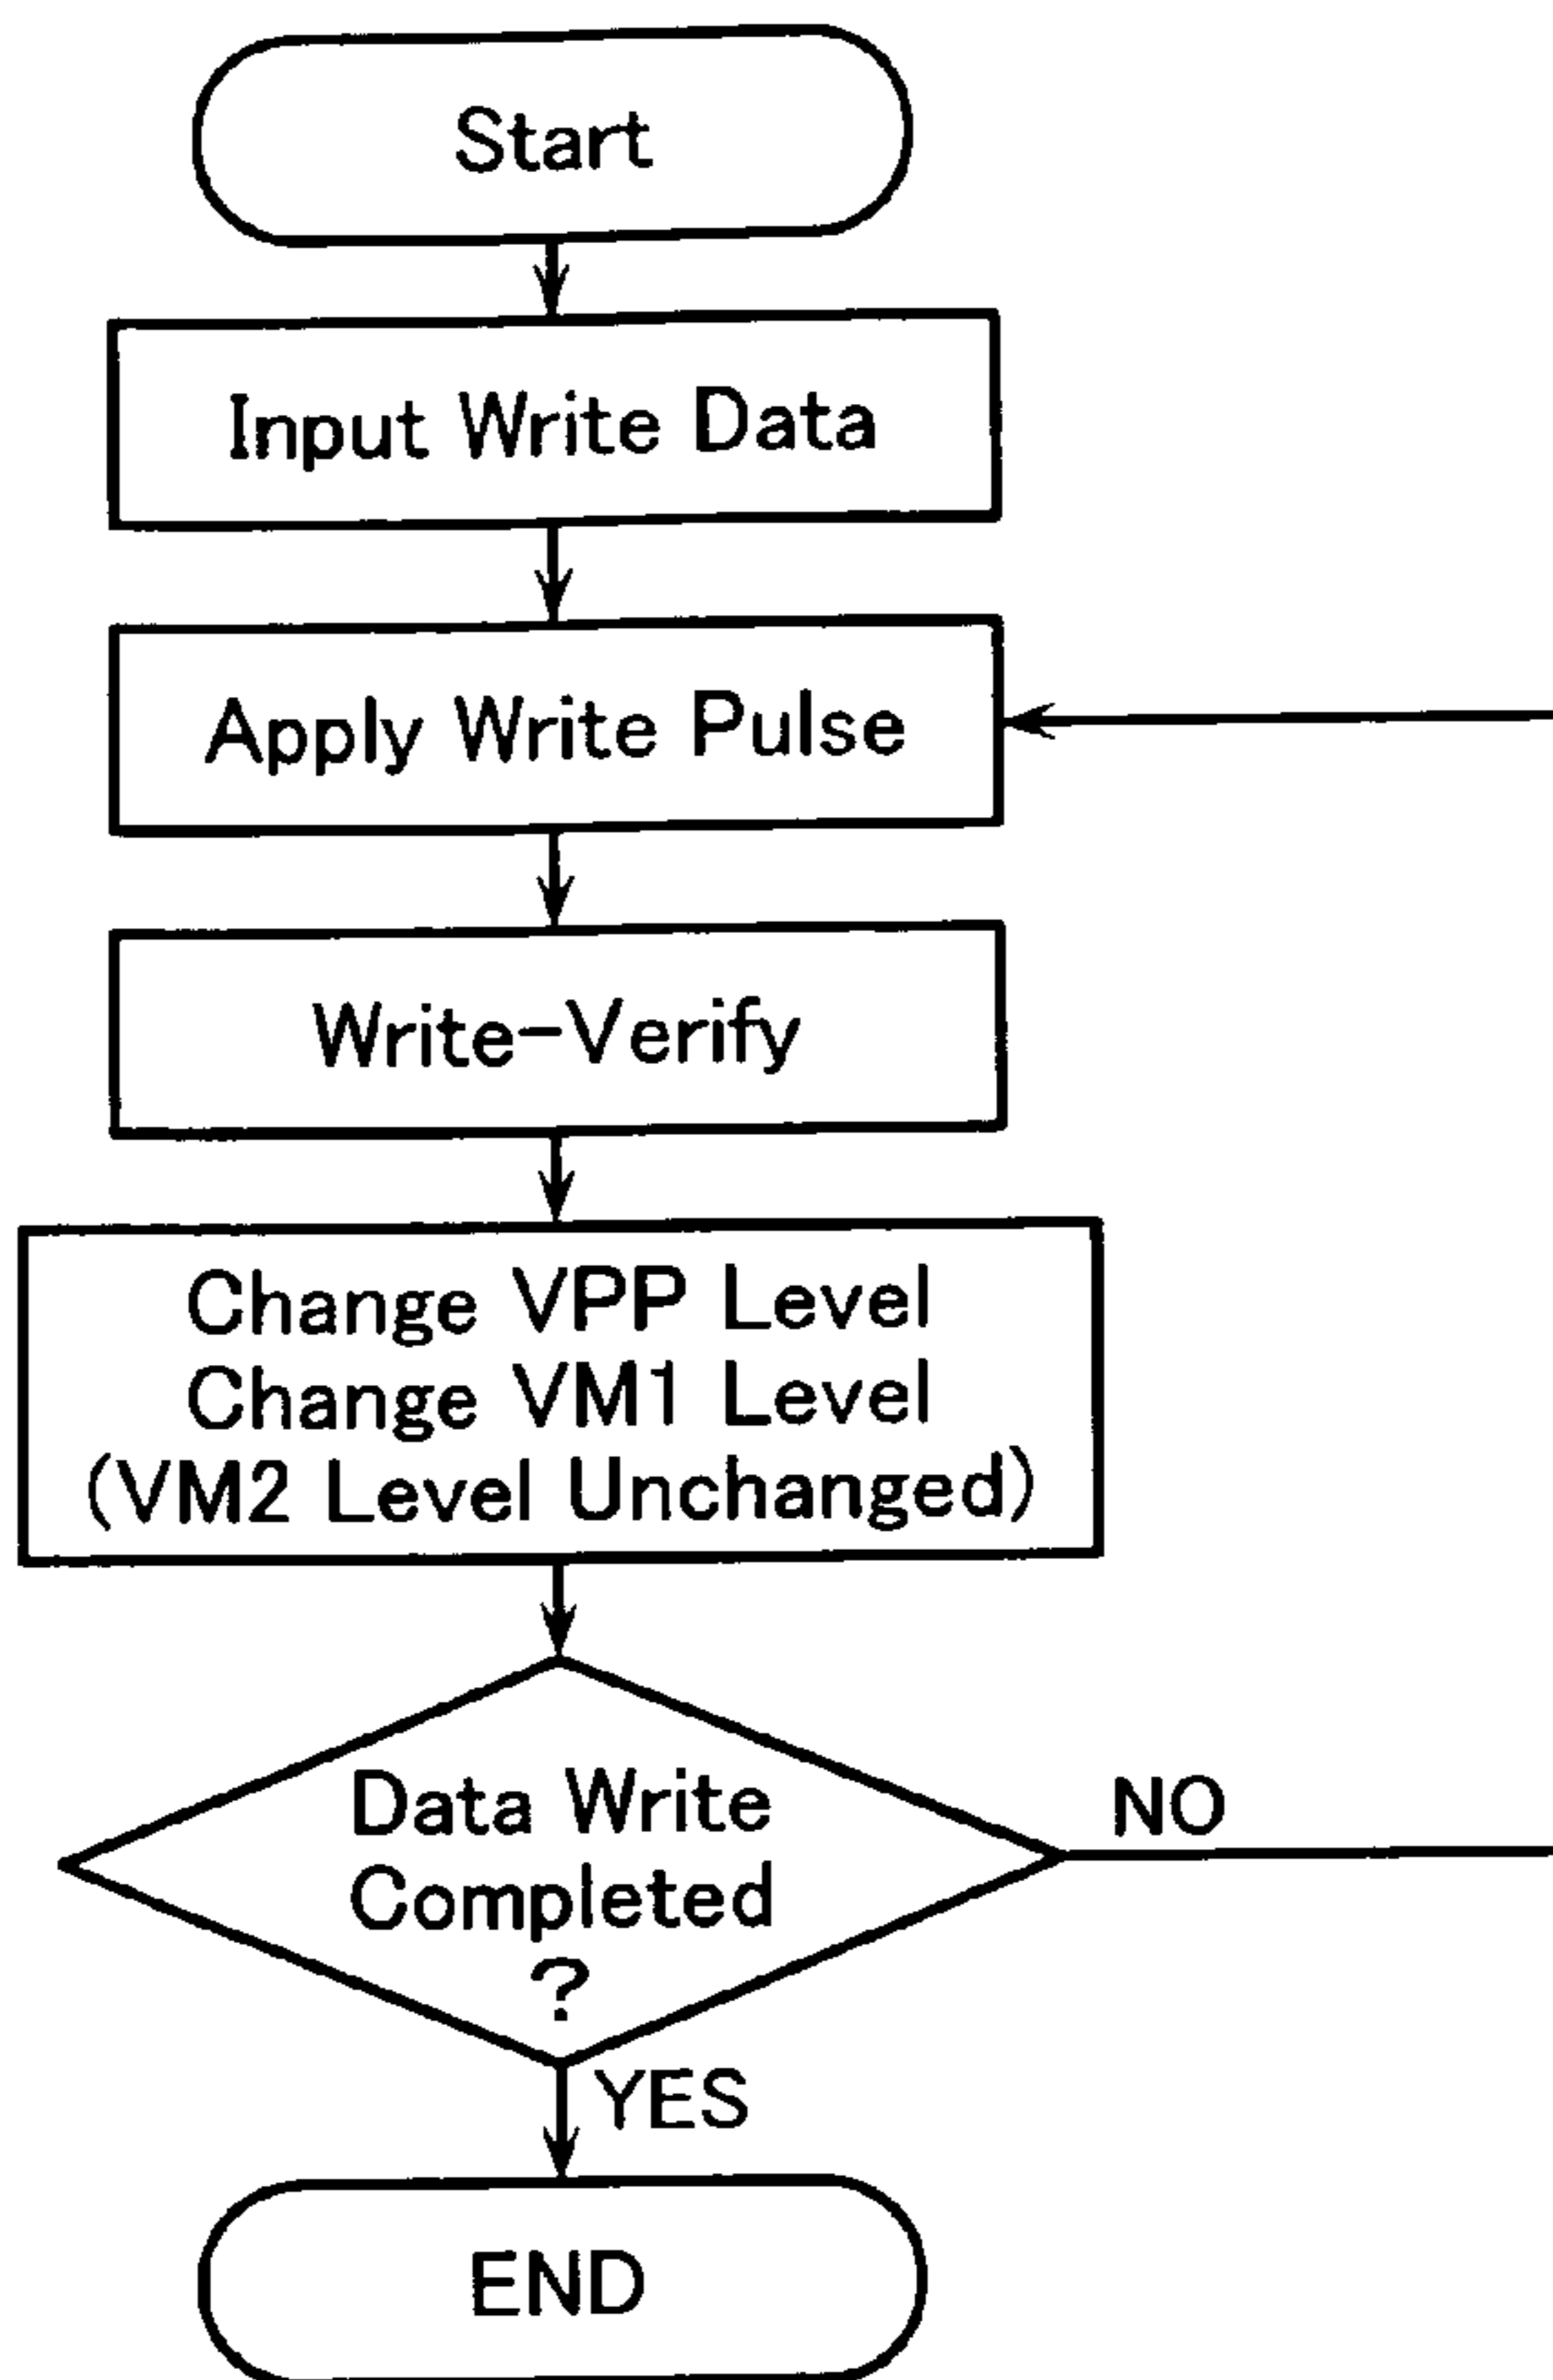 Start
Input Write Data
Apply Write Pulse
Write-Verify
Change VPP Level
Change VM1 Level
(VM2 Level Unchanged)
Data Write
Completed
?
NO
YES
END